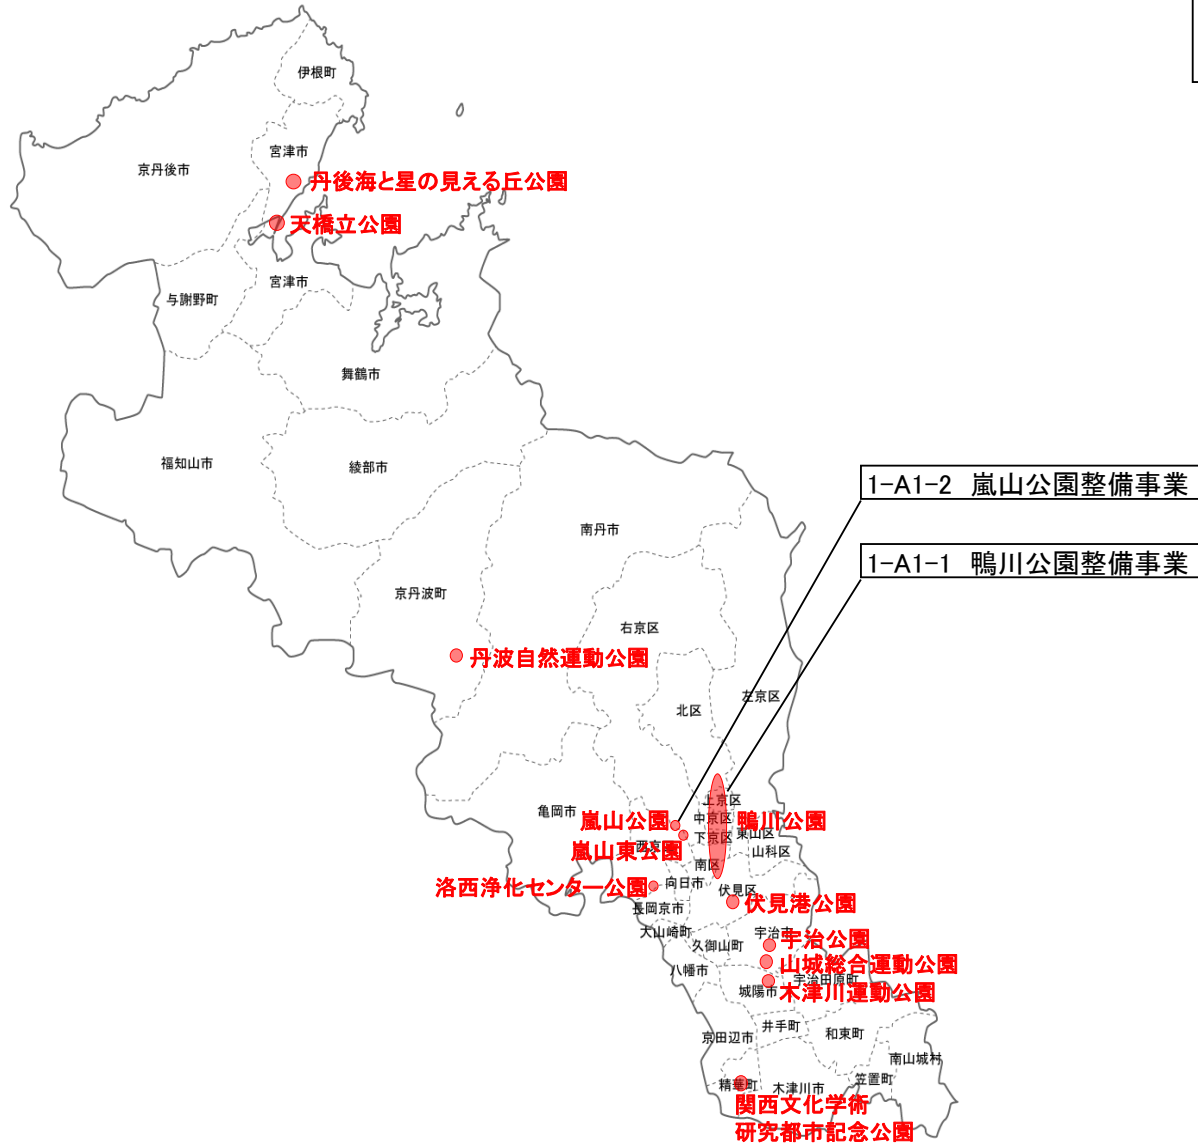 伊根町
宮津市
京丹後市
丹後海と星の見える丘公園
天橋立公園
宮津市
与謝野町
舞鶴市
福知山市
綾部市
1-A1-2 嵐山公園整備事業
南丹市
1-A1-1 鴨川公園整備事業
京丹波町
右京区
丹波自然運動公園
左京区
北区
上京区
亀岡市
嵐山公園
中京区
鴨川公園
東山区
下京区
西京
嵐山東公園
山科区
南区
洛西浄化センター公園
向日市
伏見区
伏見港公園
長岡京市
大山崎町
宇治市
宇治公園
久御山町
山城総合運動公園
八幡市
宇治田原町
城陽市
木津川運動公園
井手町
京田辺市
和束町
南山城村
笠置町
精華町
木津川市
関西文化学術
研究都市記念公園